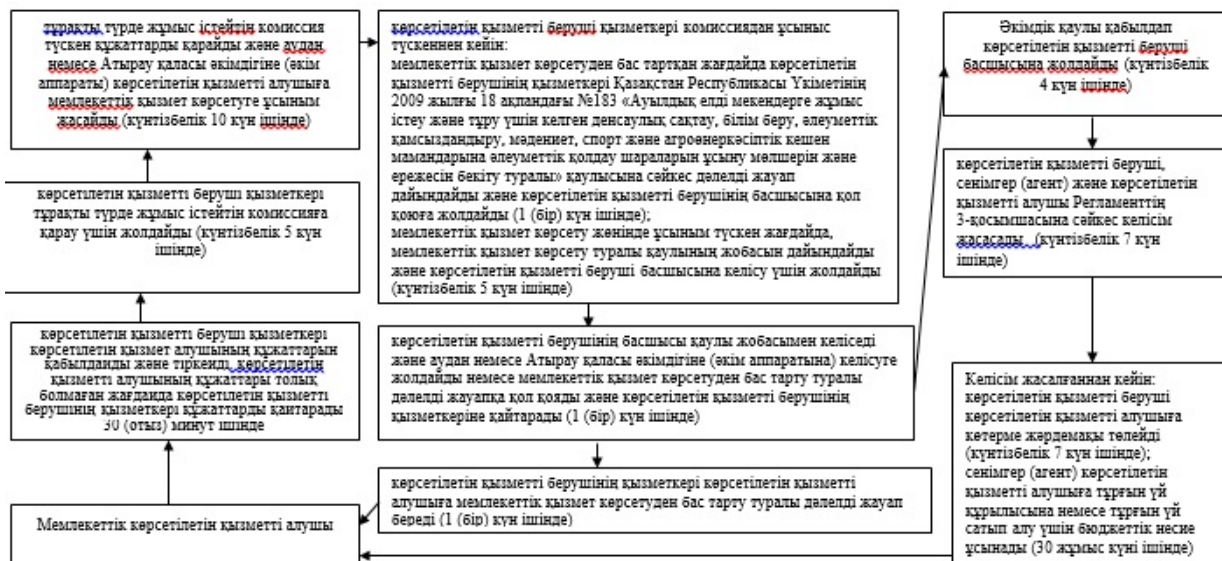 тұрақты түрде жұмыс істейтін комиссия
түскен құжаттарды қарайды және аудан
немесе Атырау қаласы әкімдігіне (әкім
аппараты) көрсетілетін қызметті алушыға
мемлекеттік қызмет көрсетуге ұсыным
жасайды (күнтізбелік 10 күн ішінде)
көрсетілетін қызметті беруші қызметкері
тұрақты түрде жұмыс істейтін комиссияға
қарау үшін жолдайды (күнтізбелік 5 күн
ішінде)
көрсетілетін қызметті беруші қызметкері
көрсетілетін қызмет алушының құжаттарын
қабылдайды және тіркейді, көрсетілетін
қызметті алушының құжаттары толық
болмаған жағдайда көрсетілетін қызметті
берушінің қызметкері құжаттарды қайтарады
30 (отыз) минут ішінде
Мемлекеттік көрсетілетін қызметті алушы
көрсетілетін қызметті беруші қызметкері комиссиядан ұсыныс
түскеннен кейін:
мемлекеттік қызмет көрсетуден бас тартқан жағдайда көрсетілетін
қызметті берушінің қызметкері Қазақстан Республикасы Үкіметінің
2009 жылғы 18 ақпандағы №183 «Ауылдық елді мекендерге жұмыс
істеу және тұру үшін келген денсаулық сақтау, білім беру, әлеуметтік
қамсыздандыру, мәдениет, спорт және агроөнеркәсіптік кешен
мамандарына әлеуметтік қолдау шараларын ұсыну мөлшерін және
ережесін бекіту туралы» қаулысына сәйкес дәлелді жауап
дайындайды және көрсетілетін қызметті берушінің басшысына қол
қоюға жолдайды (1 (бір) күн ішінде);
мемлекеттік қызмет көрсету жөнінде ұсыным түскен жағдайда,
мемлекеттік қызмет көрсету туралы қаулының жобасын дайындайды
және көрсетілетін қызметті беруші басшысына келісу үшін жолдайды
(күнтізбелік 5 күн ішінде)
көрсетілетін қызметті берушінің басшысы қаулы жобасымен келіседі
және аудан немесе Атырау қаласы әкімдігіне (әкім аппаратына) келісуге
жолдайды немесе мемлекеттік қызмет көрсетуден бас тарту туралы
дәлелді жауапқа қол қояды және көрсетілетін қызметті берушінің
қызметкеріне қайтарады (1 (бір) күн ішінде)
көрсетілетін қызметті берушінің қызметкері көрсетілетін қызметті
алушыға мемлекеттік қызмет көрсетуден бас тарту туралы дәлелді жауап
береді (1 (бір) күн ішінде)
Әкімдік қаулы қабылдап
көрсетілетін қызметті беруші
басшысына жолдайды (күнтізбелік
4 күн ішінде)
көрсетілетін қызметті беруші,
сенімгер (агент) және көрсетілетін
қызметті алушы Регламенттің
3-қосымшасына сәйкес келісім
жасасады (күнтізбелік 7 күн
ішінде)
Келісім жасалғаннан кейін:
көрсетілетін қызметті беруші
көрсетілетін қызметті алушыға
көтерме жәрдемақы төлейді
(күнтізбелік 7 күн ішінде);
сенімгер (агент) көрсетілетін
қызметті алушыға тұрғын үй
құрылысына немесе тұрғын үй
сатып алу үшін бюджеттік несие
ұсынады (30 жұмыс күні ішінде)